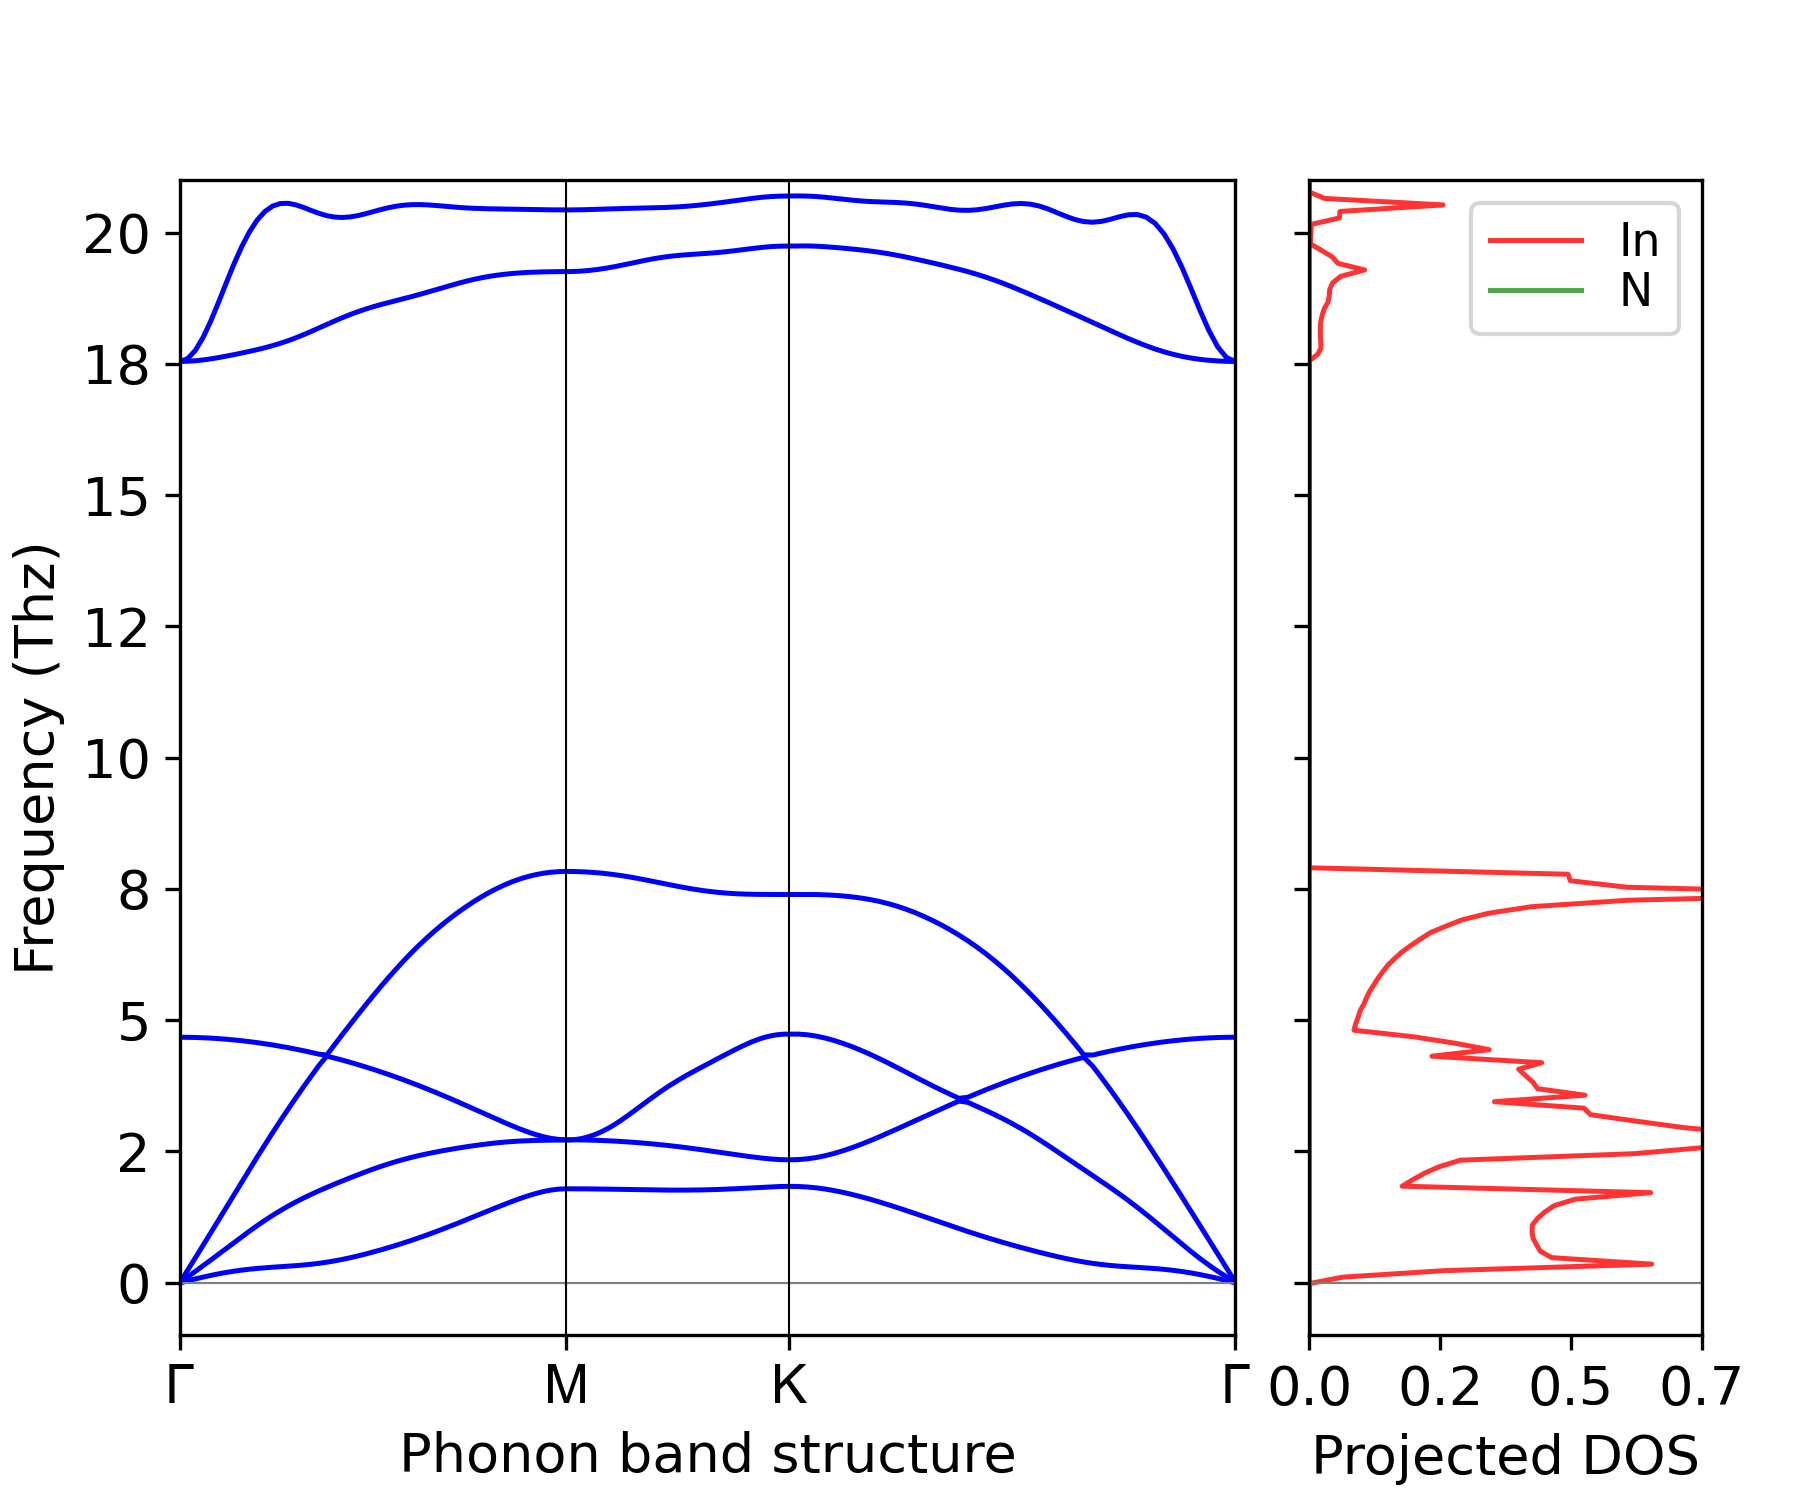 Frequency (Thz)
20
18
15
12
10
8
5
2
0
Γ M K Γ
Phonon band structure
In
N
0.0 0.2 0.5 0.7
Projected DOS